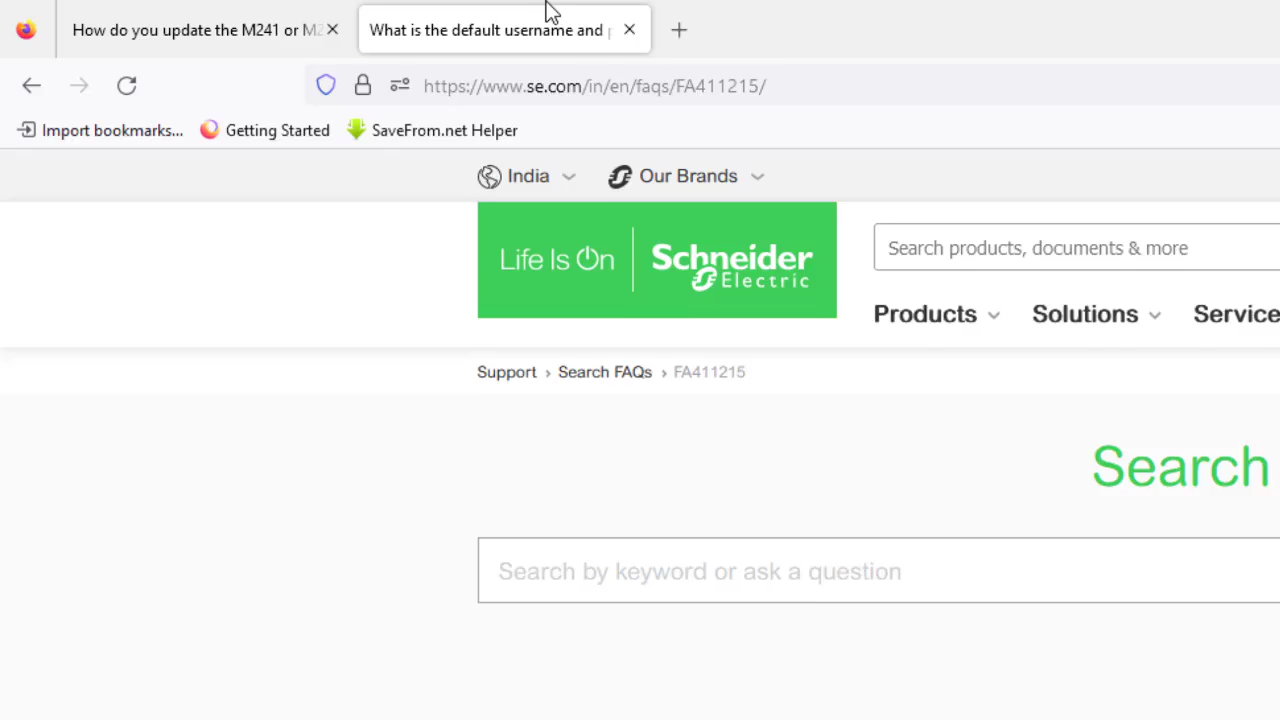 How do you update the M241 or M2
What is the default username and
https://www.se.com/in/en/faqs/FA411215/
Import bookmarks...
Getting Started
SaveFrom.net Helper
India
Our Brands
Life Is On
Schneider
Electric
Search products, documents & more
Products
Solutions
Service
Support › Search FAQs › FA411215
Search
Search by keyword or ask a question